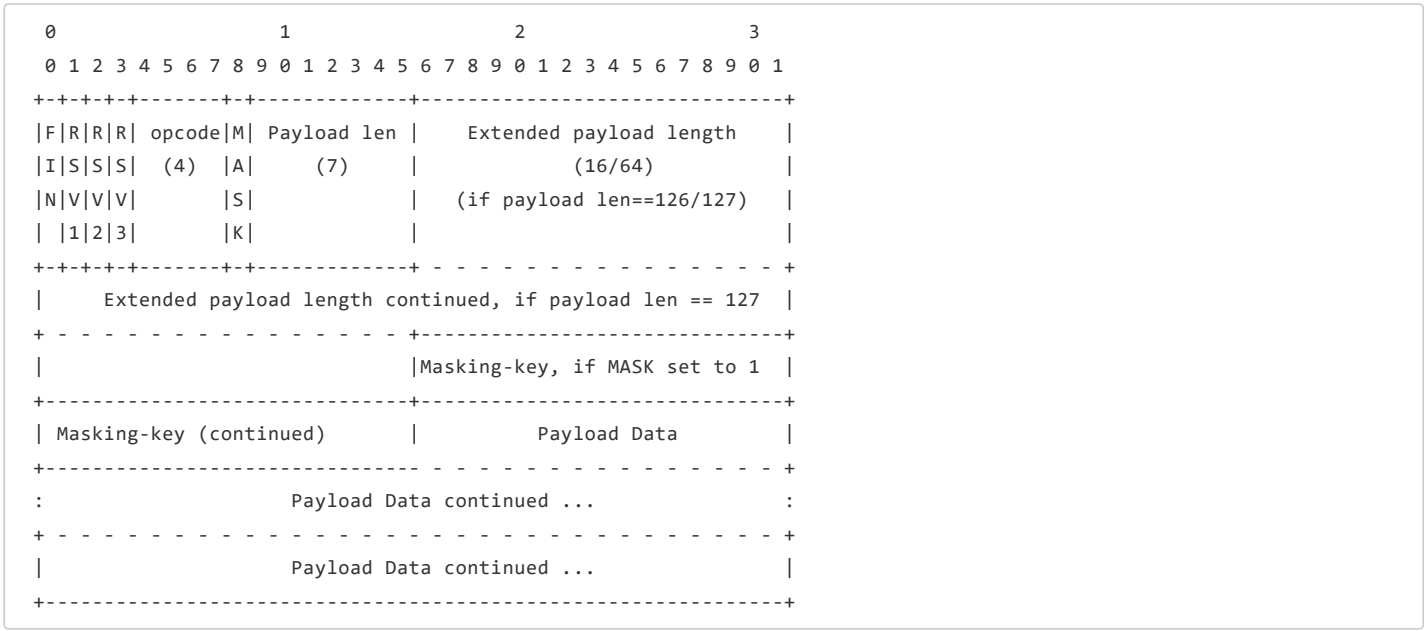 0                   1                   2                   3
 0 1 2 3 4 5 6 7 8 9 0 1 2 3 4 5 6 7 8 9 0 1 2 3 4 5 6 7 8 9 0 1
+-+-+-+-+-------+-+-------------+-------------------------------+
|F|R|R|R| opcode|M| Payload len |    Extended payload length    |
|I|S|S|S|  (4)  |A|     (7)     |             (16/64)           |
|N|V|V|V|       |S|             |   (if payload len==126/127)   |
| |1|2|3|       |K|             |                               |
+-+-+-+-+-------+-+-------------+ - - - - - - - - - - - - - - - +
|     Extended payload length continued, if payload len == 127  |
+ - - - - - - - - - - - - - - - +-------------------------------+
|                               |Masking-key, if MASK set to 1  |
+-------------------------------+-------------------------------+
| Masking-key (continued)       |          Payload Data         |
+-------------------------------- - - - - - - - - - - - - - - - +
:                     Payload Data continued ...                :
+ - - - - - - - - - - - - - - - - - - - - - - - - - - - - - - - +
|                     Payload Data continued ...                |
+---------------------------------------------------------------+